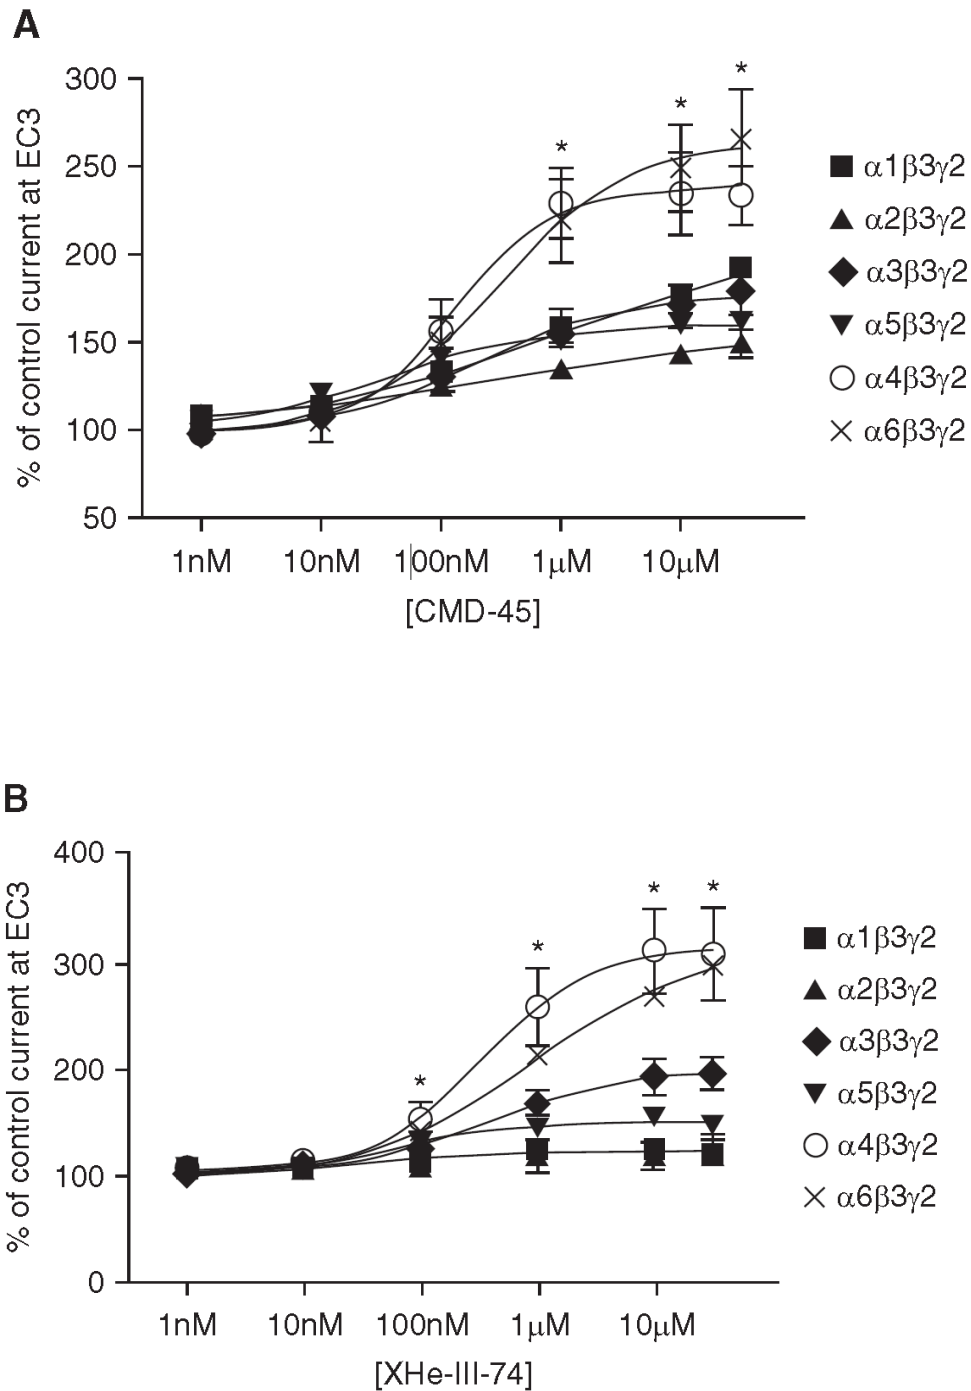 A
% of control current at EC3
300
250
200
150
100
50
* * *
1nM 10nM 100nM 1μM 10μM
[CMD-45]
α1β3γ2
α2β3γ2
α3β3γ2
α5β3γ2
α4β3γ2
α6β3γ2
B
% of control current at EC3
400
300
200
100
0
* * * *
1nM 10nM 100nM 1μM 10μM
[XHe-III-74]
α1β3γ2
α2β3γ2
α3β3γ2
α5β3γ2
α4β3γ2
α6β3γ2